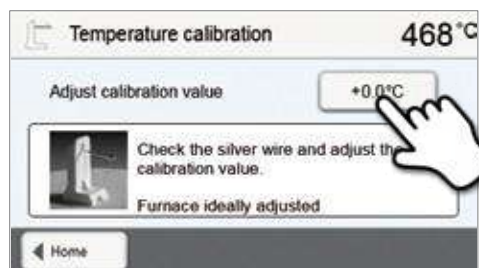 Temperature calibration 468°C
Adjust calibration value +0.0°C
Check the silver wire and adjust the
calibration value.
Furnace ideally adjusted
Home